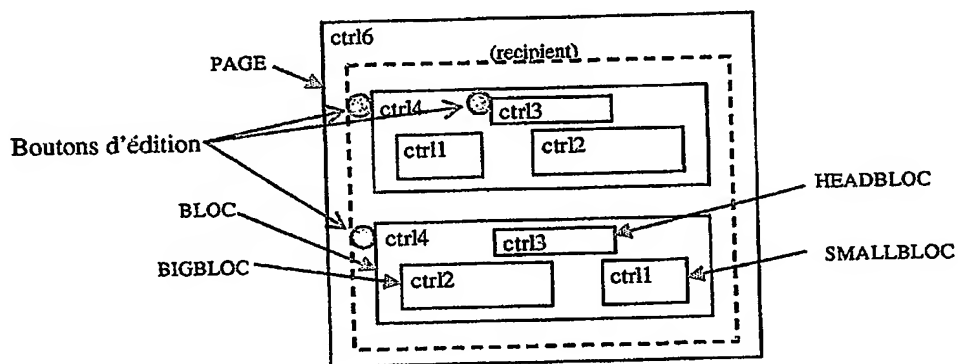 ctrl6
(recipient)
PAGE
ctrl4
ctrl3
Boutons d'édition
ctrl1
ctrl2
HEADBLOC
BLOC
ctrl4
ctrl3
SMALLBLOC
BIGBLOC
ctrl2
ctrl1